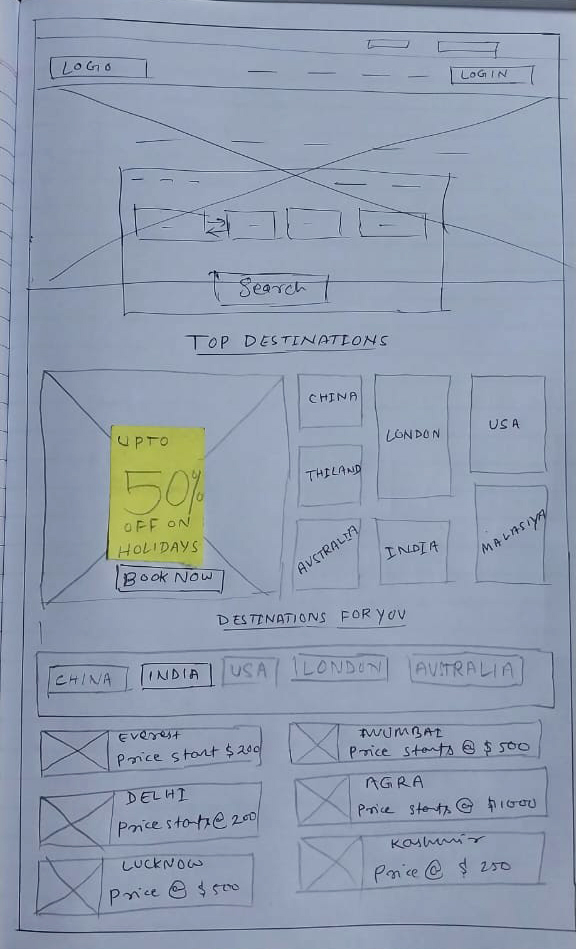 LOGO
LOGIN
Search
TOP DESTINATIONS
UPTO
50%
OFF ON
HOLIDAYS
BOOK NOW
CHINA
THILAND
AUSTRALIA
LONDON
INDIA
USA
MALASIYA
DESTINATIONS FOR YOU
CHINA INDIA USA LONDON AUSTRALIA
Everest
Price start $200
MUMBAI
Price starts @ $500
DELHI
Price starts @ 200
AGRA
Price starts @ $1000
LUCKNOW
Price @ $500
Kashmir
Price @ $ 250